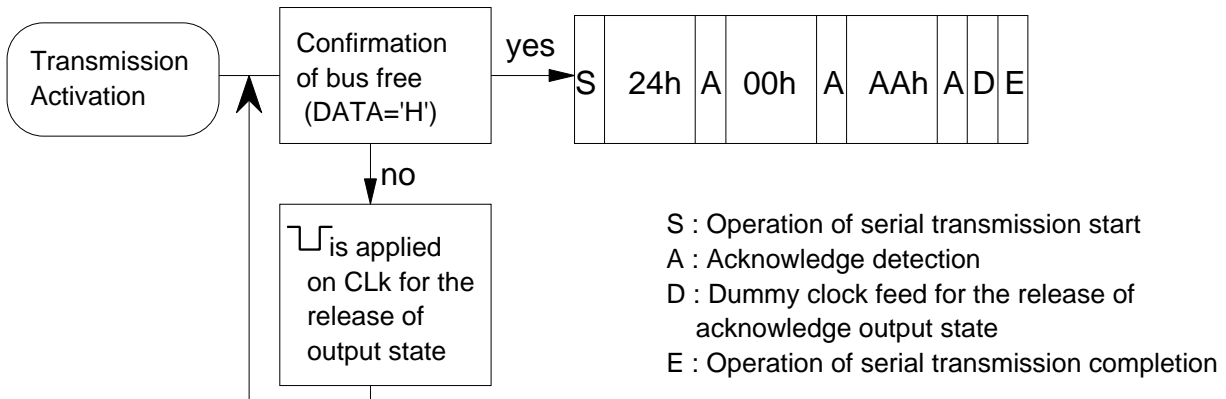 Transmission
Activation
Confirmation
of bus free
(DATA='H')
yes
S 24h A 00h A AAh A D E
no
is applied
on CLk for the
release of
output state
S : Operation of serial transmission start
A : Acknowledge detection
D : Dummy clock feed for the release of
acknowledge output state
E : Operation of serial transmission completion